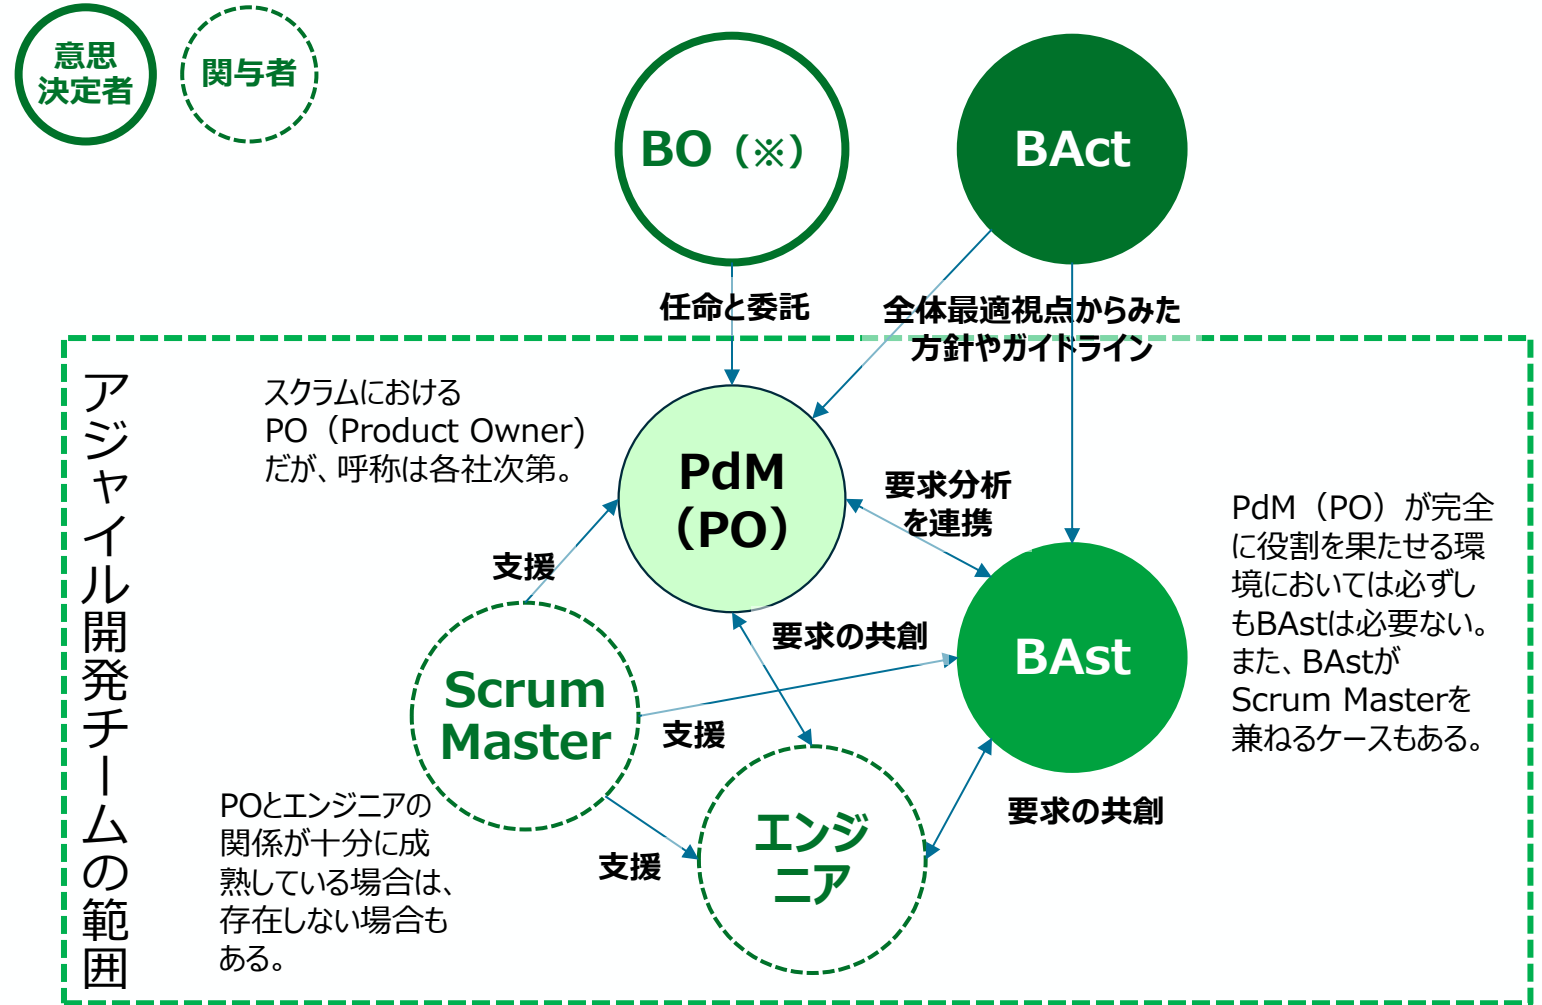 意思
決定者
関与者
BO（※）
BAct
任命と委託
全体最適視点からみた
方針やガイドライン
アジャイル開発チームの範囲
スクラムにおける
PO（Product Owner)
だが、呼称は各社次第。
PdM
（PO）
要求分析
を連携
PdM（PO）が完全
に役割を果たせる環
境においては必ずし
もBAstは必要ない。
また、BAstが
Scrum Masterを
兼ねるケースもある。
支援
要求の共創
BAst
Scrum
Master
支援
POとエンジニアの
関係が十分に成
熟している場合は、
存在しない場合も
ある。
エンジ
ニア
要求の共創
支援